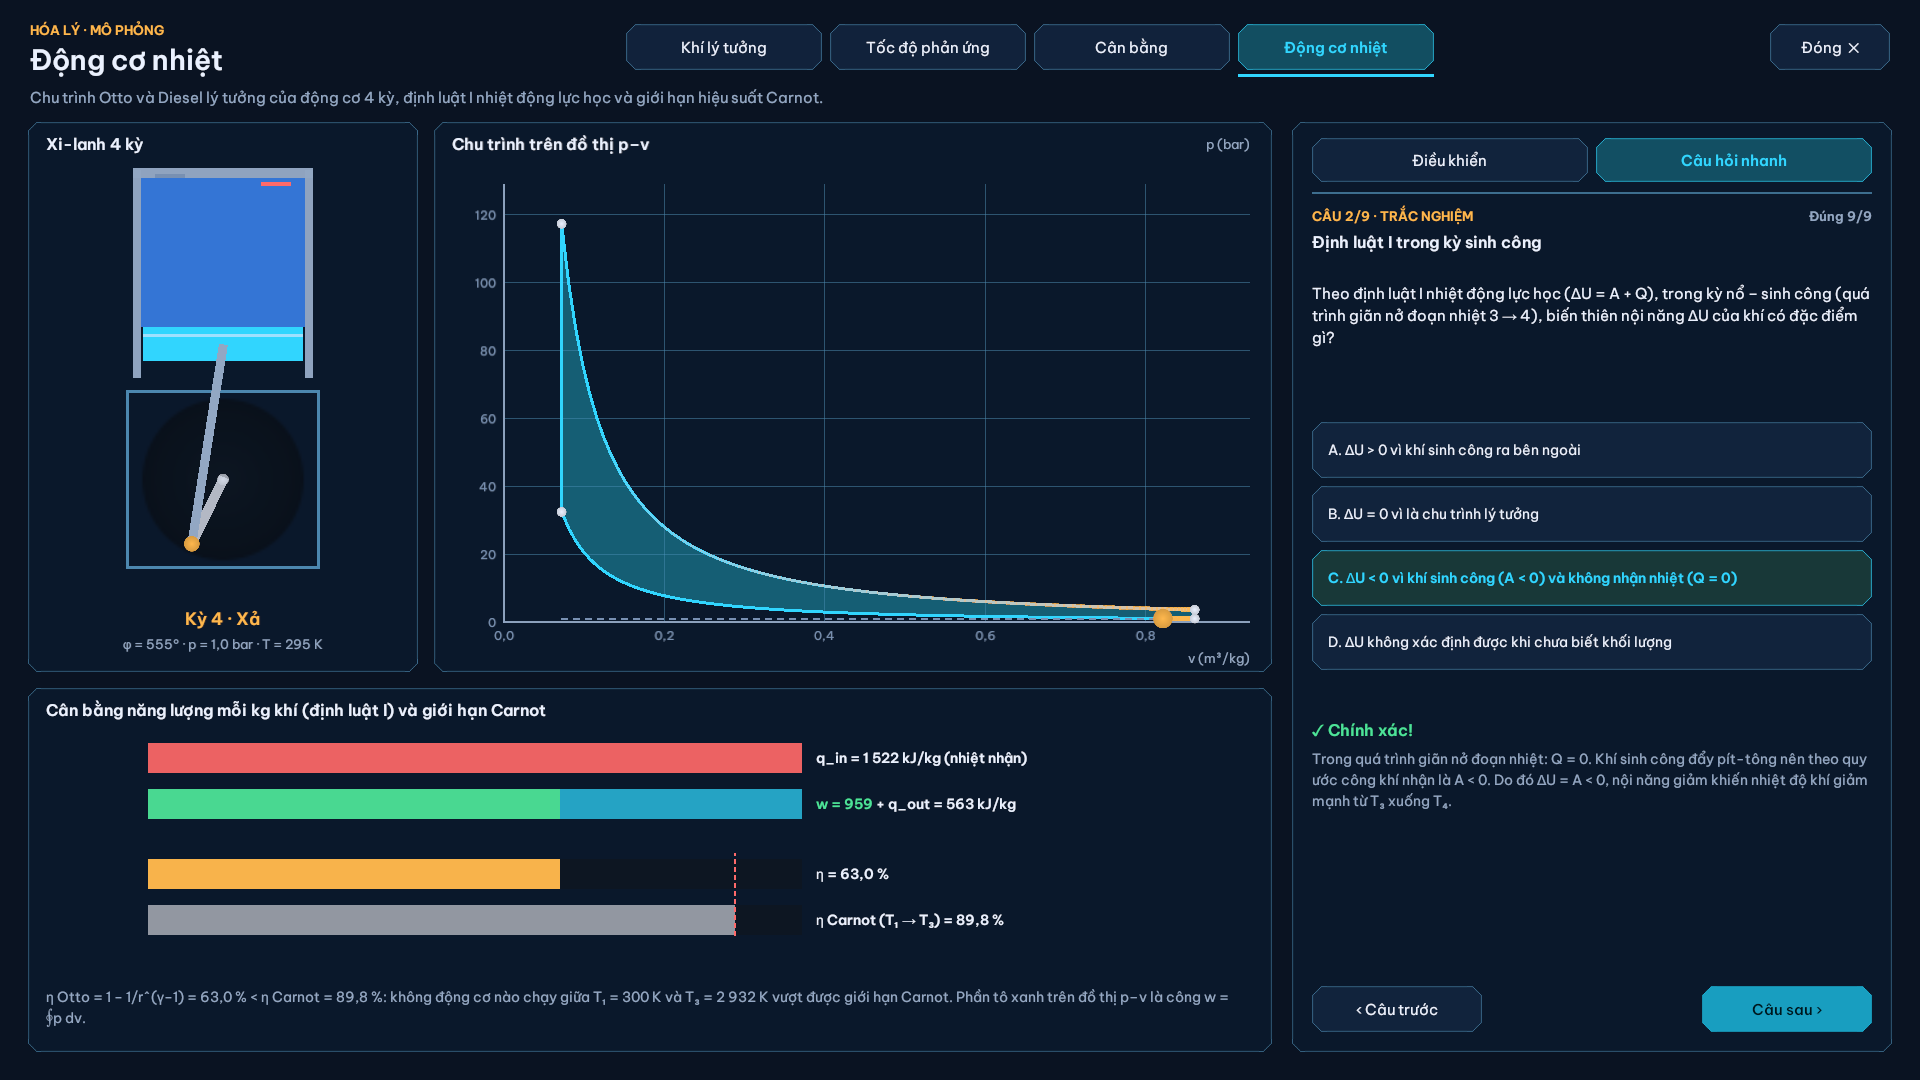 HÓA LÝ · MÔ PHỎNG
Động cơ nhiệt
Khí lý tưởng
Tốc độ phản ứng
Cân bằng
Động cơ nhiệt
Đóng ✕
Chu trình Otto và Diesel lý tưởng của động cơ 4 kỳ, định luật I nhiệt động lực học và giới hạn hiệu suất Carnot.
Xi-lanh 4 kỳ
Kỳ 4 · Xả
φ = 555° · p = 1,0 bar · T = 295 K
Chu trình trên đồ thị p–v
p (bar)
120
100
80
60
40
20
0
0,0
0,2
0,4
0,6
0,8
v (m³/kg)
Cân bằng năng lượng mỗi kg khí (định luật I) và giới hạn Carnot
q_in = 1 522 kJ/kg (nhiệt nhận)
w = 959 + q_out = 563 kJ/kg
η = 63,0 %
η Carnot (T₁ → T₃) = 89,8 %
η Otto = 1 – 1/r^(γ–1) = 63,0 % < η Carnot = 89,8 %: không động cơ nào chạy giữa T₁ = 300 K và T₃ = 2 932 K vượt được giới hạn Carnot. Phần tô xanh trên đồ thị p–v là công w =
∮p dv.
Điều khiển
Câu hỏi nhanh
CÂU 2/9 · TRẮC NGHIỆM
Đúng 9/9
Định luật I trong kỳ sinh công
Theo định luật I nhiệt động lực học (ΔU = A + Q), trong kỳ nổ – sinh công (quá
trình giãn nở đoạn nhiệt 3 → 4), biến thiên nội năng ΔU của khí có đặc điểm
gì?
A. ΔU > 0 vì khí sinh công ra bên ngoài
B. ΔU = 0 vì là chu trình lý tưởng
C. ΔU < 0 vì khí sinh công (A < 0) và không nhận nhiệt (Q = 0)
D. ΔU không xác định được khi chưa biết khối lượng
✓ Chính xác!
Trong quá trình giãn nở đoạn nhiệt: Q = 0. Khí sinh công đẩy pít-tông nên theo quy
ước công khí nhận là A < 0. Do đó ΔU = A < 0, nội năng giảm khiến nhiệt độ khí giảm
mạnh từ T₃ xuống T₄.
‹ Câu trước
Câu sau ›